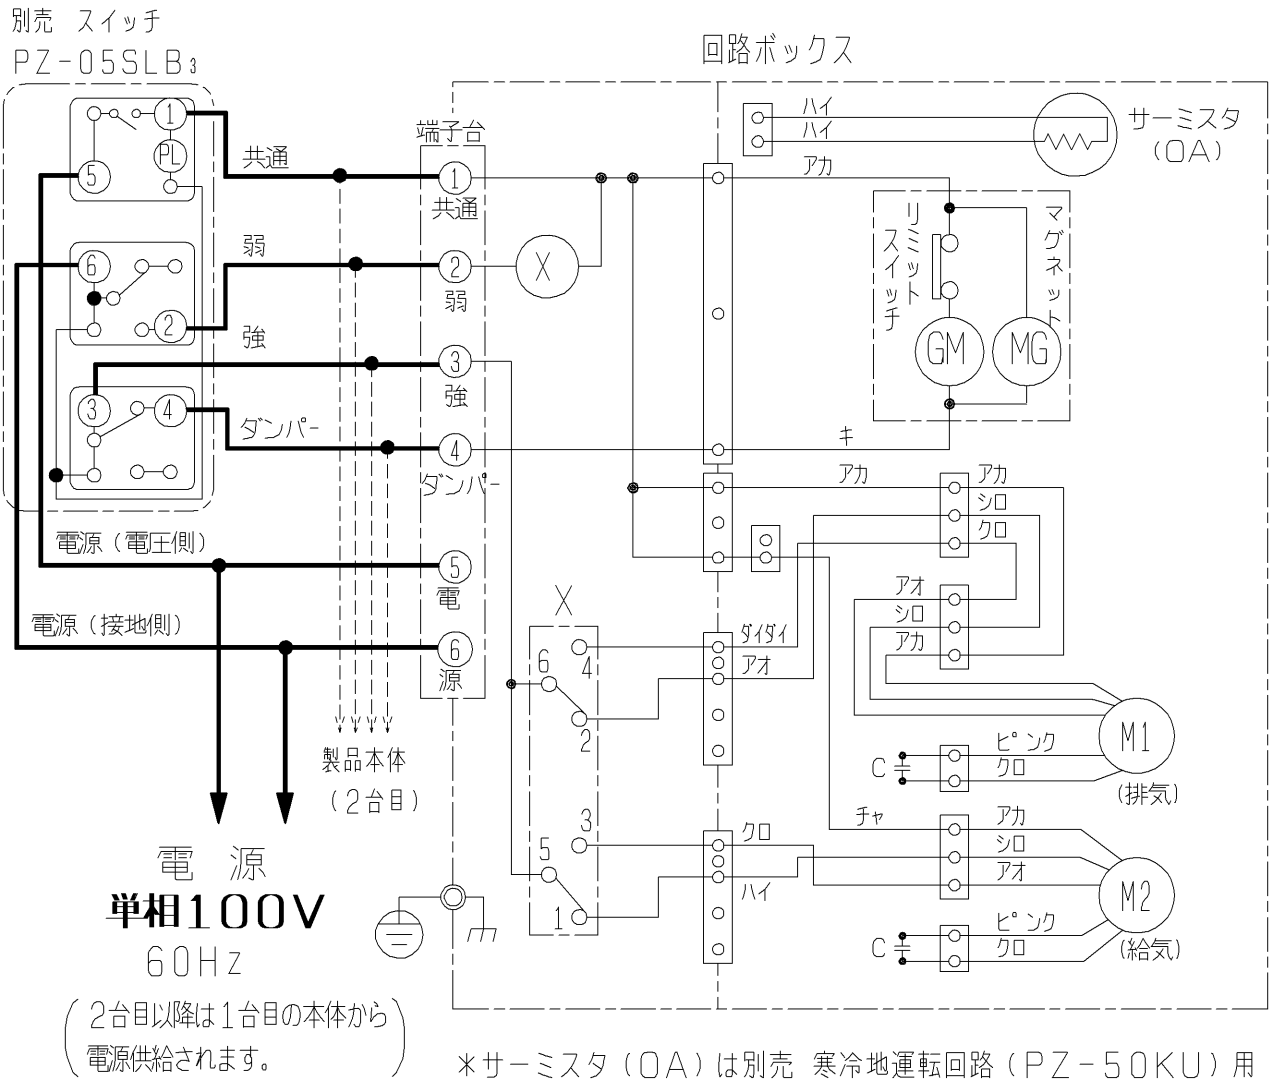 別売 スイッチ
PZ-05SLB3
回路ボックス
1
PL
5
共通
端子台
1
共通
ハイ
ハイ
アカ
サーミスタ
(OA)
6
2
弱
2
弱
X
リミット
スイッチ
マグネット
GM
MG
3
4
強
3
強
ダンパー
4
ダンパー
キ
アカ
アカ
シロ
クロ
電源(電圧側)
5
電
電源(接地側)
6
源
X
6
4
2
ダイダイ
アオ
アオ
シロ
アカ
M1
(排気)
ピンク
クロ
C
製品本体
(2台目)
3
5
1
クロ
ハイ
チャ
アカ
シロ
アオ
M2
(給気)
ピンク
クロ
C
電源
単相100V
60Hz
(2台目以降は1台目の本体から
電源供給されます。)
*サーミスタ(OA)は別売 寒冷地運転回路(PZ-50KU)用